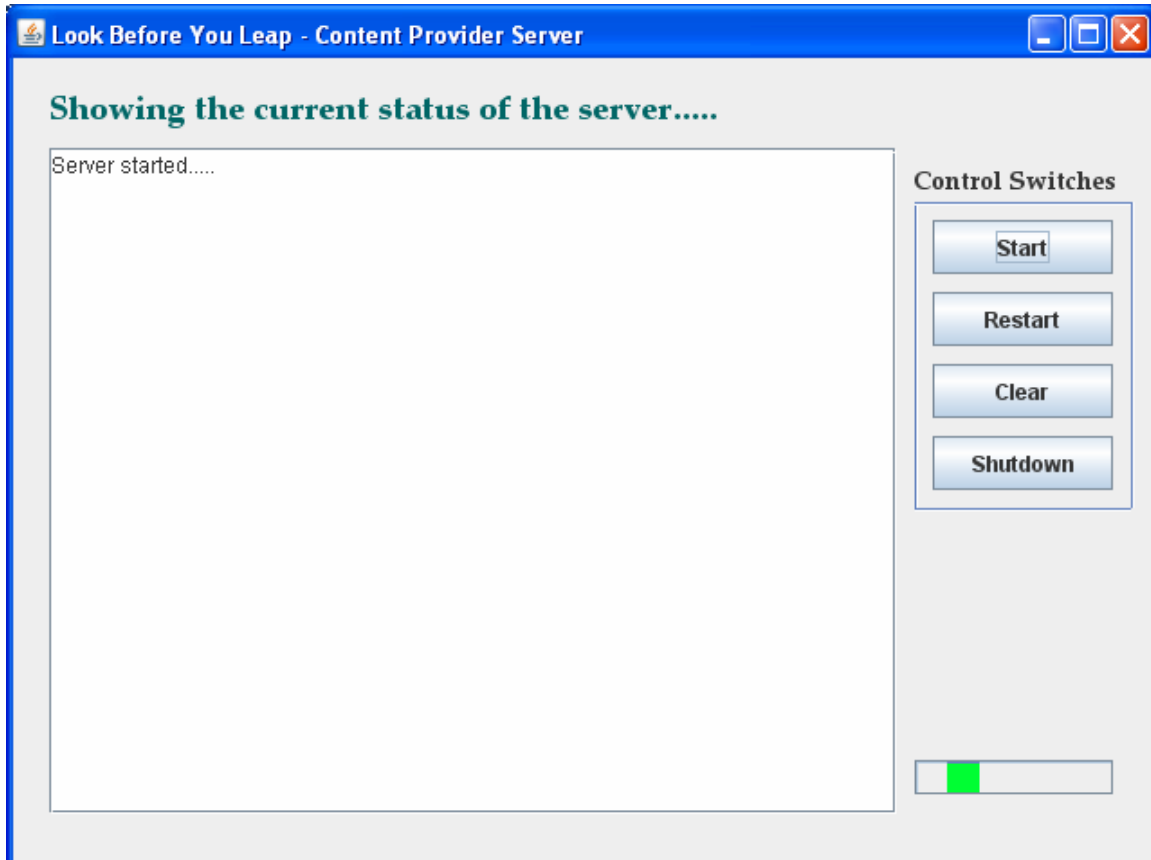 Look Before You Leap - Content Provider Server
Showing the current status of the server.....
Server started.....
Control Switches
Start
Restart
Clear
Shutdown